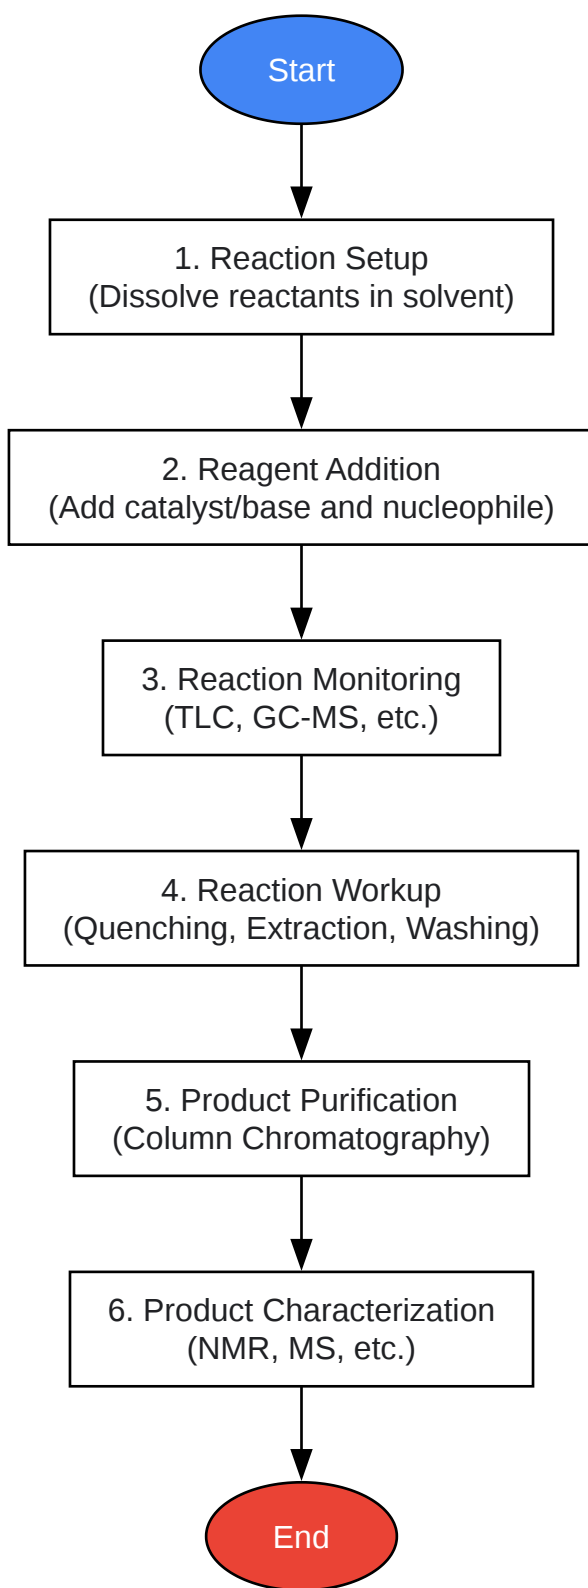 Start
1. Reaction Setup
(Dissolve reactants in solvent)
2. Reagent Addition
(Add catalyst/base and nucleophile)
3. Reaction Monitoring
(TLC, GC-MS, etc.)
4. Reaction Workup
(Quenching, Extraction, Washing)
5. Product Purification
(Column Chromatography)
6. Product Characterization
(NMR, MS, etc.)
End